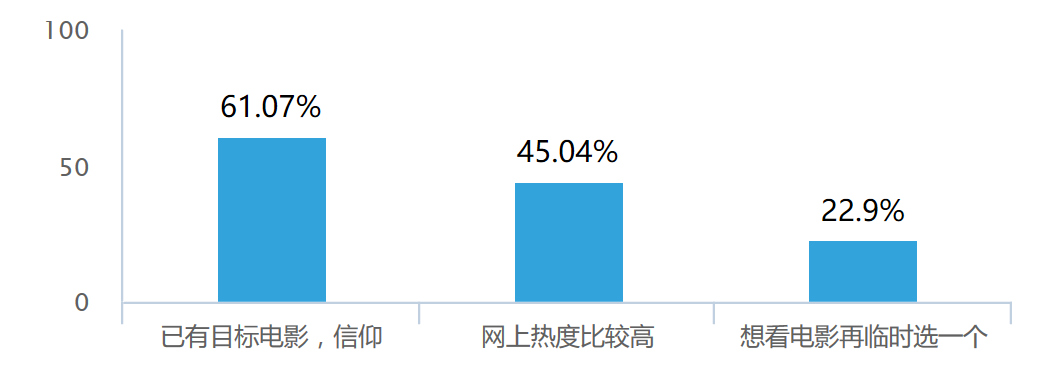 100
61.07%
45.04%
50
22.9%
0
已有目标电影，信仰
网上热度比较高
想看电影再临时选一个